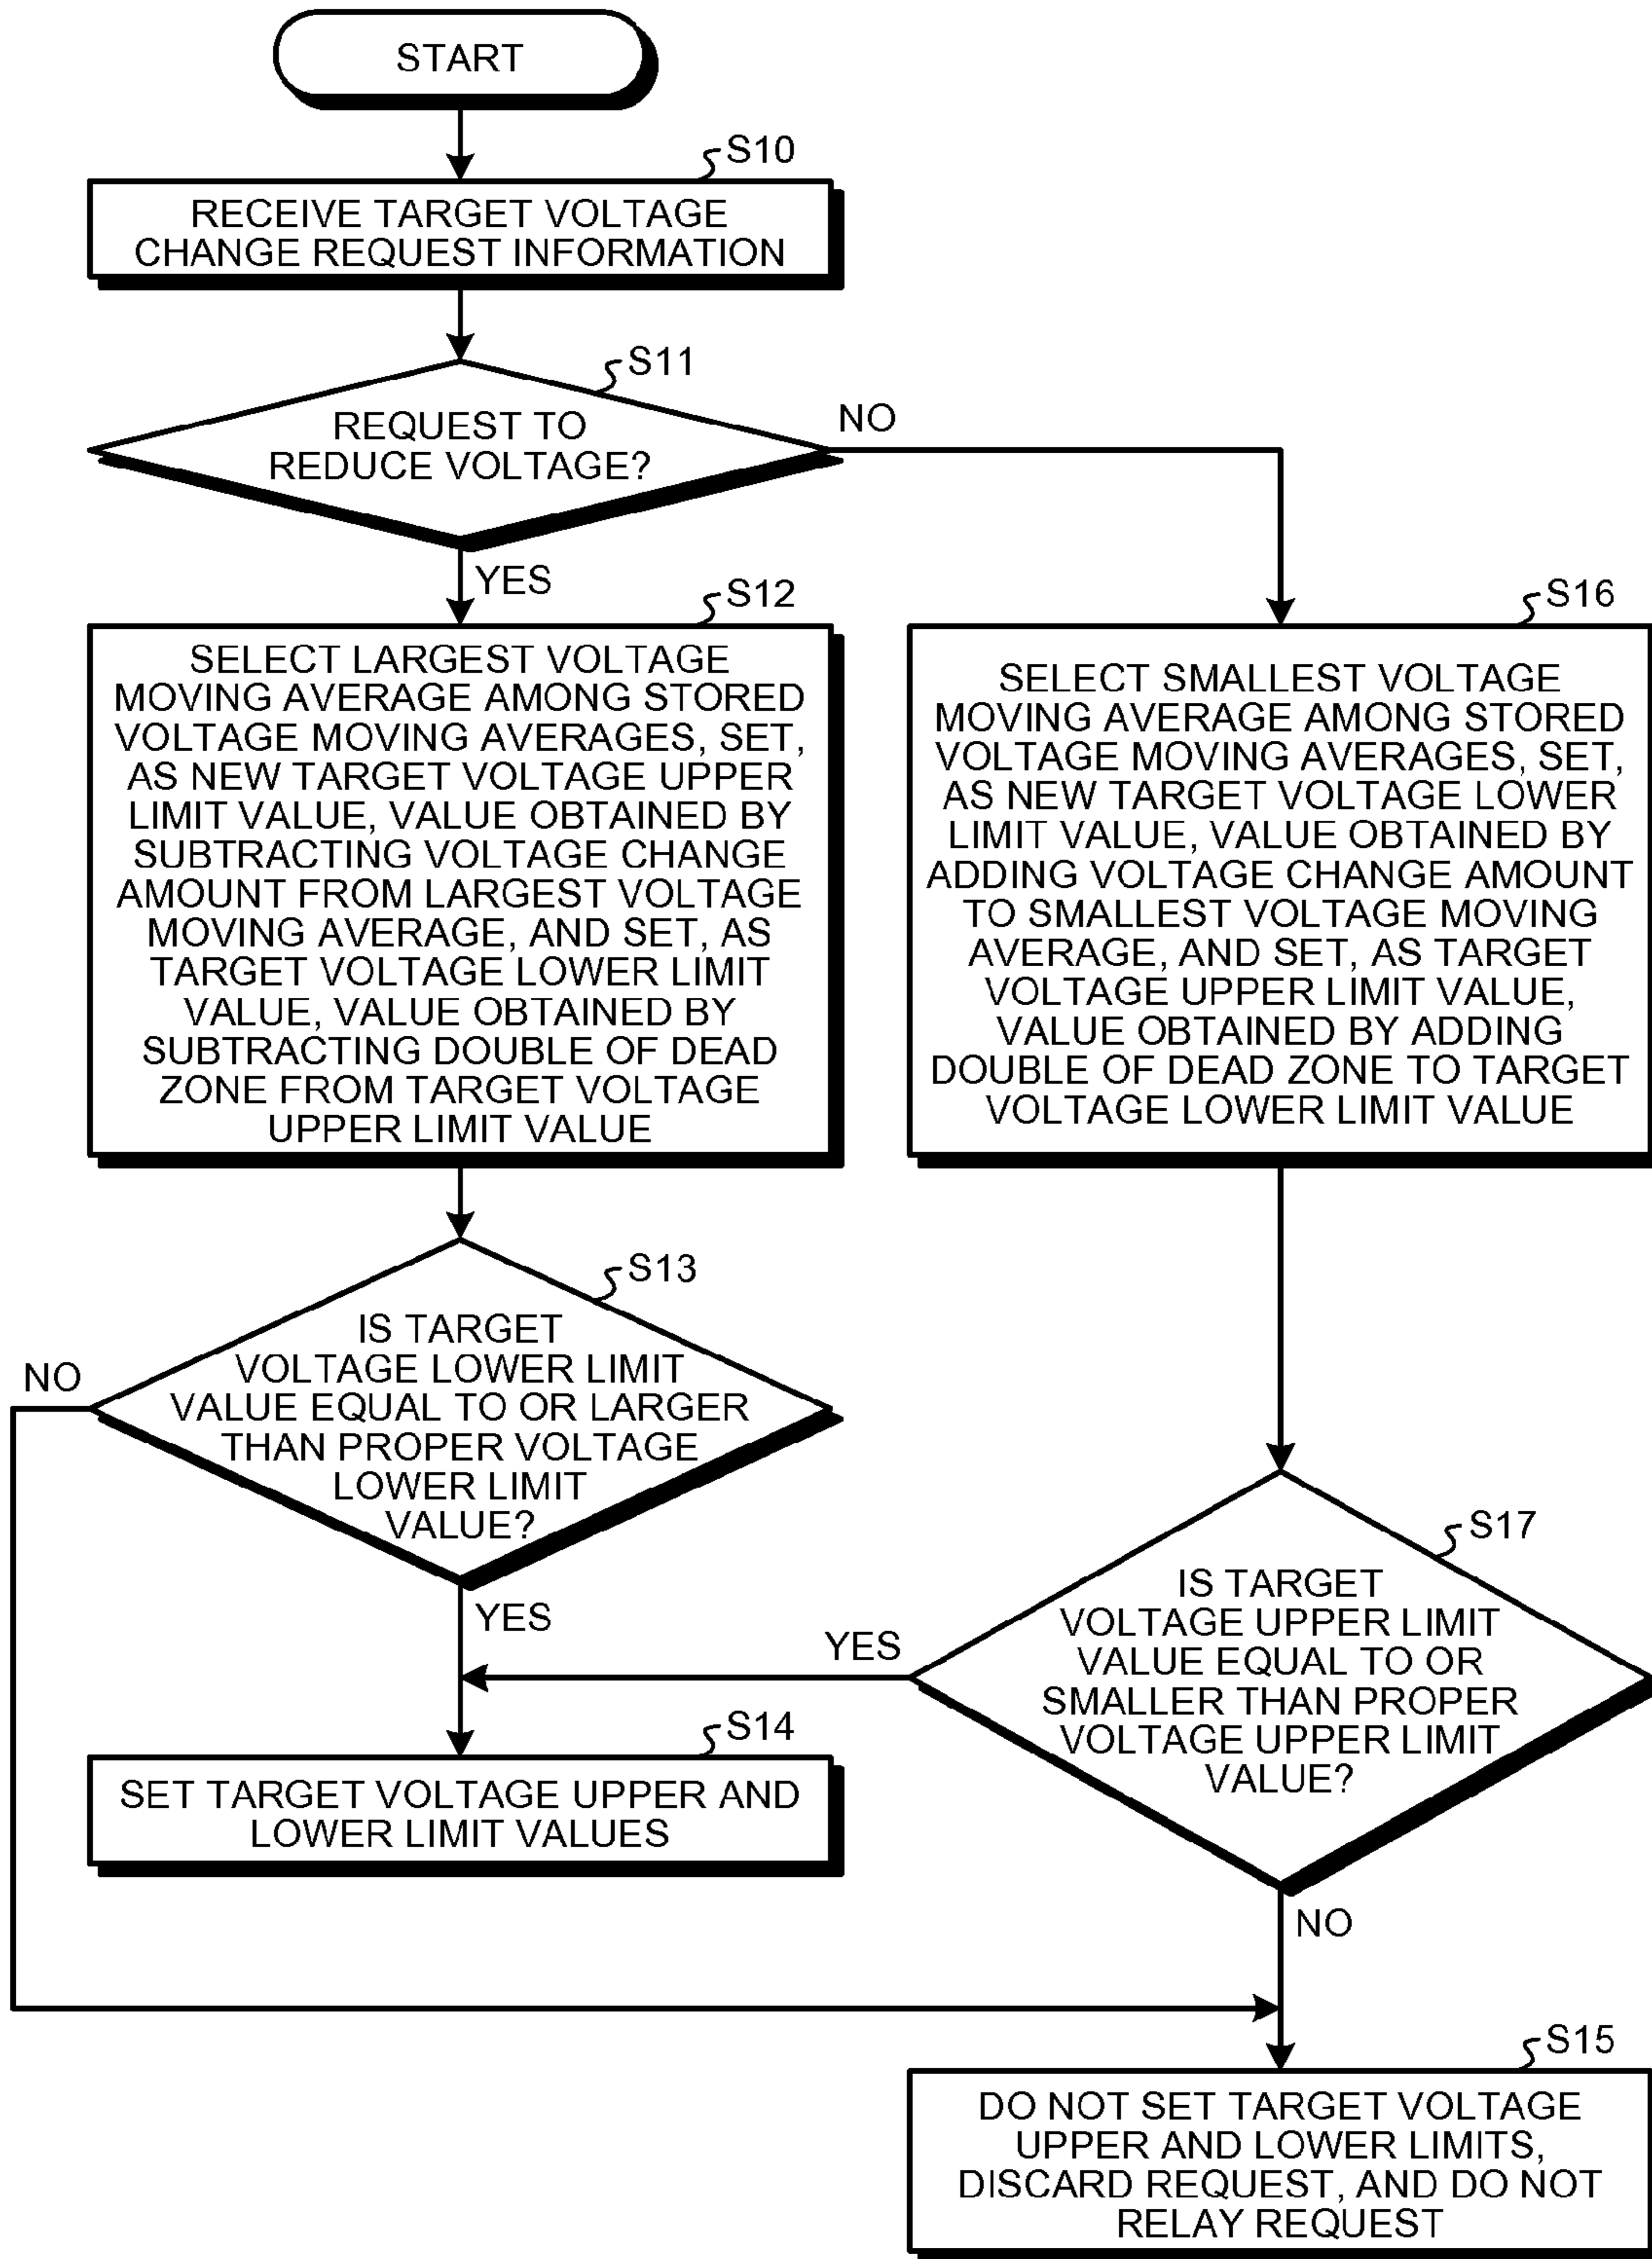 START
S10
RECEIVE TARGET VOLTAGE
CHANGE REQUEST INFORMATION
S11
REQUEST TO
REDUCE VOLTAGE?
NO
YES
S12
SELECT LARGEST VOLTAGE
MOVING AVERAGE AMONG STORED
VOLTAGE MOVING AVERAGES, SET,
AS NEW TARGET VOLTAGE UPPER
LIMIT VALUE, VALUE OBTAINED BY
SUBTRACTING VOLTAGE CHANGE
AMOUNT FROM LARGEST VOLTAGE
MOVING AVERAGE, AND SET, AS
TARGET VOLTAGE LOWER LIMIT
VALUE, VALUE OBTAINED BY
SUBTRACTING DOUBLE OF DEAD
ZONE FROM TARGET VOLTAGE
UPPER LIMIT VALUE
S16
SELECT SMALLEST VOLTAGE
MOVING AVERAGE AMONG STORED
VOLTAGE MOVING AVERAGES, SET,
AS NEW TARGET VOLTAGE LOWER
LIMIT VALUE, VALUE OBTAINED BY
ADDING VOLTAGE CHANGE AMOUNT
TO SMALLEST VOLTAGE MOVING
AVERAGE, AND SET, AS TARGET
VOLTAGE UPPER LIMIT VALUE,
VALUE OBTAINED BY ADDING
DOUBLE OF DEAD ZONE TO TARGET
VOLTAGE LOWER LIMIT VALUE
S13
IS TARGET
VOLTAGE LOWER LIMIT
VALUE EQUAL TO OR LARGER
THAN PROPER VOLTAGE
LOWER LIMIT
VALUE?
NO
YES
S17
IS TARGET
VOLTAGE UPPER LIMIT
VALUE EQUAL TO OR
SMALLER THAN PROPER
VOLTAGE UPPER LIMIT
VALUE?
YES
NO
S14
SET TARGET VOLTAGE UPPER AND
LOWER LIMIT VALUES
S15
DO NOT SET TARGET VOLTAGE
UPPER AND LOWER LIMITS,
DISCARD REQUEST, AND DO NOT
RELAY REQUEST